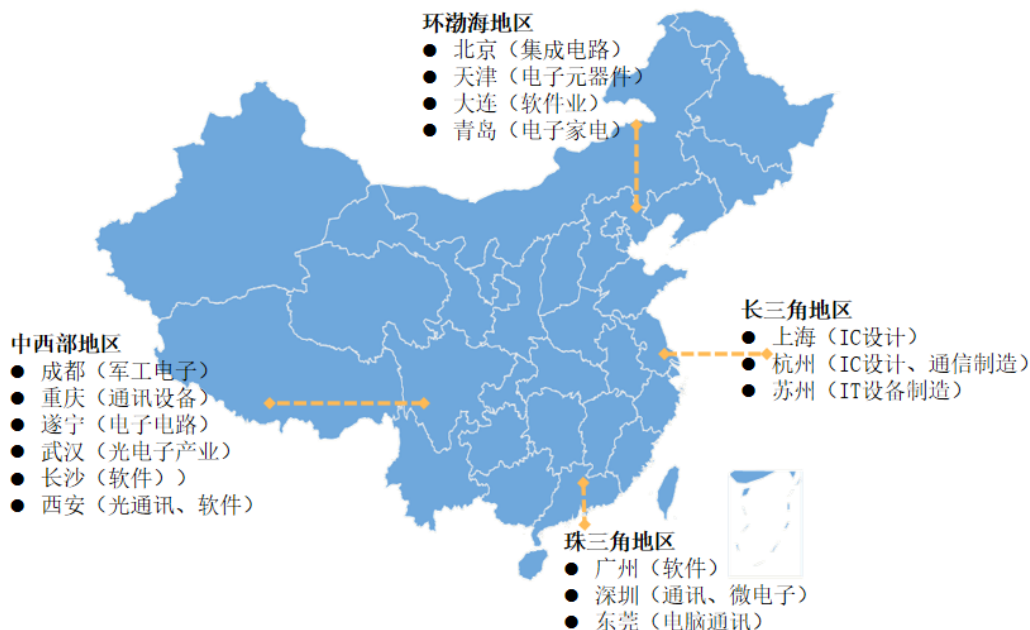 环渤海地区
● 北京（集成电路）
● 天津（电子元器件）
● 大连（软件业）
● 青岛（电子家电）
长三角地区
● 上海（IC设计）
● 杭州（IC设计、通信制造）
● 苏州（IT设备制造）
中西部地区
● 成都（军工电子）
● 重庆（通讯设备）
● 遂宁（电子电路）
● 武汉（光电子产业）
● 长沙（软件））
● 西安（光通讯、软件）
珠三角地区
● 广州（软件）
● 深圳（通讯、微电子）
● 东莞（电脑通讯）